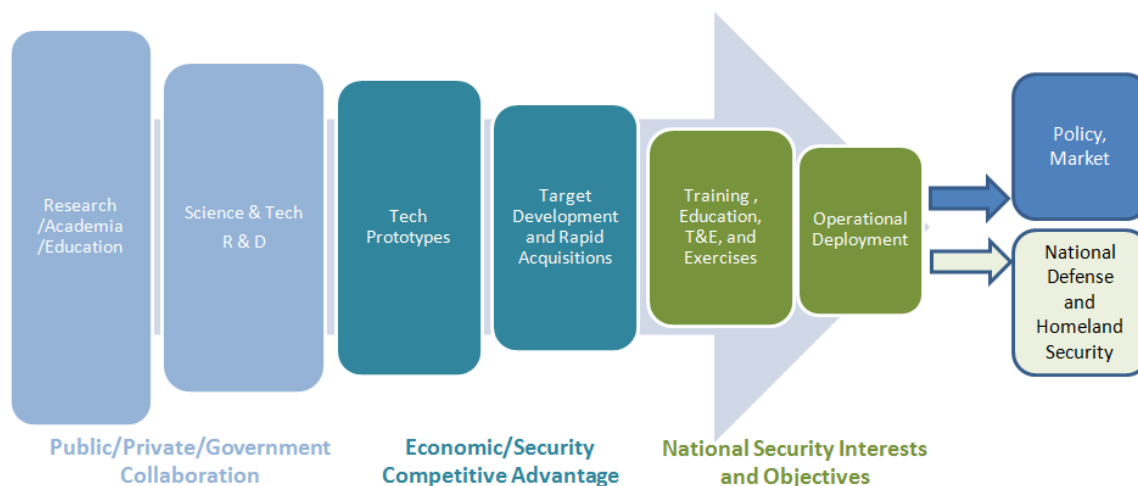 Research
/Academia
/Education
Science & Tech
R & D
Tech
Prototypes
Target
Development
and Rapid
Acquisitions
Training ,
Education,
T&E, and
Exercises
Operational
Deployment
Policy,
Market
National
Defense
and
Homeland
Security
Public/Private/Government
Collaboration
Economic/Security
Competitive Advantage
National Security Interests
and Objectives